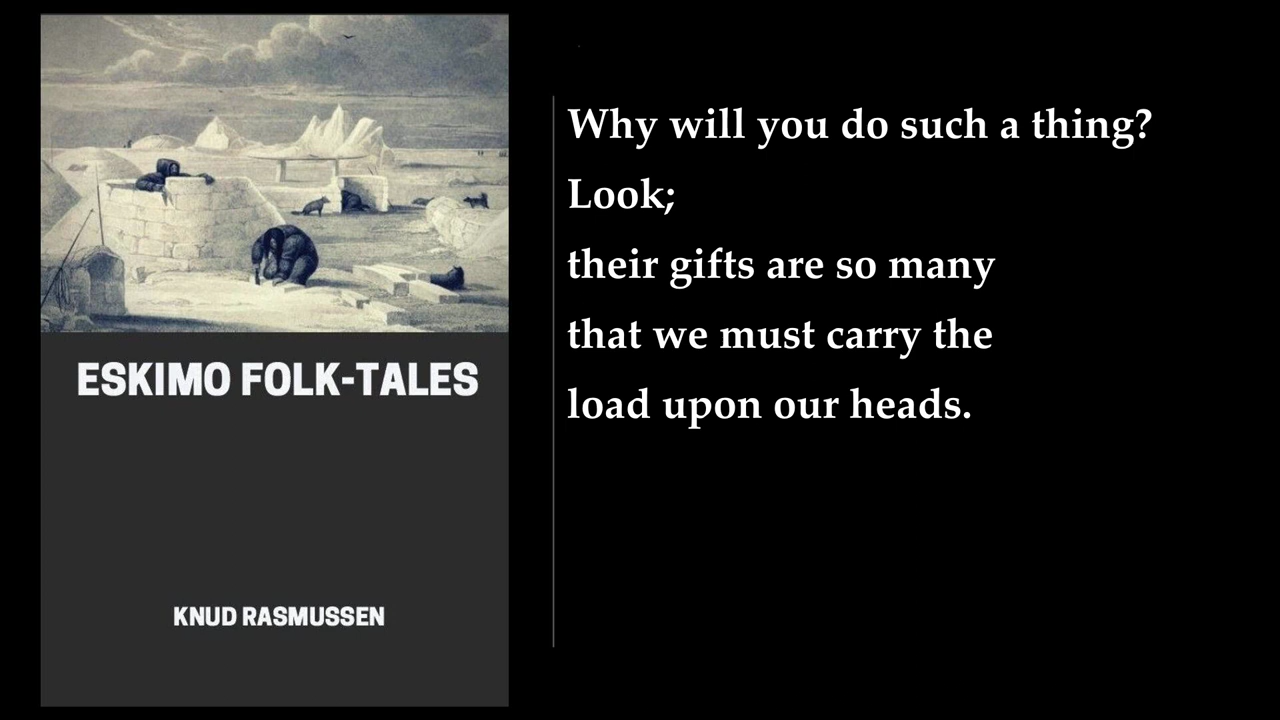 ESKIMO FOLK-TALES
KNUD RASMUSSEN
Why will you do such a thing?
Look;
their gifts are so many
that we must carry the
load upon our heads.